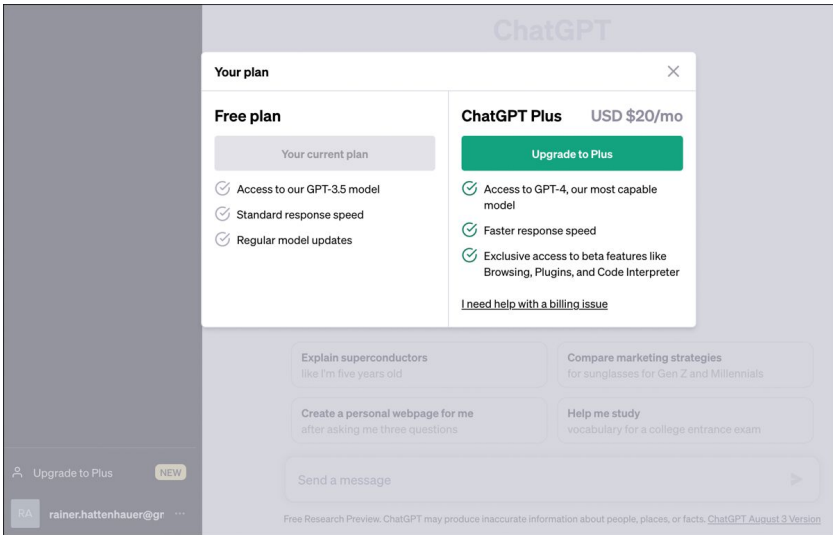 ChatGPT
Your plan
Free plan
Your current plan
Access to our GPT-3.5 model
Standard response speed
Regular model updates
ChatGPT Plus USD $20/mo
Upgrade to Plus
Access to GPT-4, our most capable
model
Faster response speed
Exclusive access to beta features like
Browsing, Plugins, and Code Interpreter
I need help with a billing issue
Explain superconductors
like I'm five years old
Compare marketing strategies
for sunglasses for Gen Z and Millennials
Create a personal webpage for me
after asking me three questions
Help me study
vocabulary for a college entrance exam
Upgrade to Plus NEW
RA rainer.hattenhauer@gr ...
Send a message
Free Research Preview. ChatGPT may produce inaccurate information about people, places, or facts. ChatGPT August 3 Version